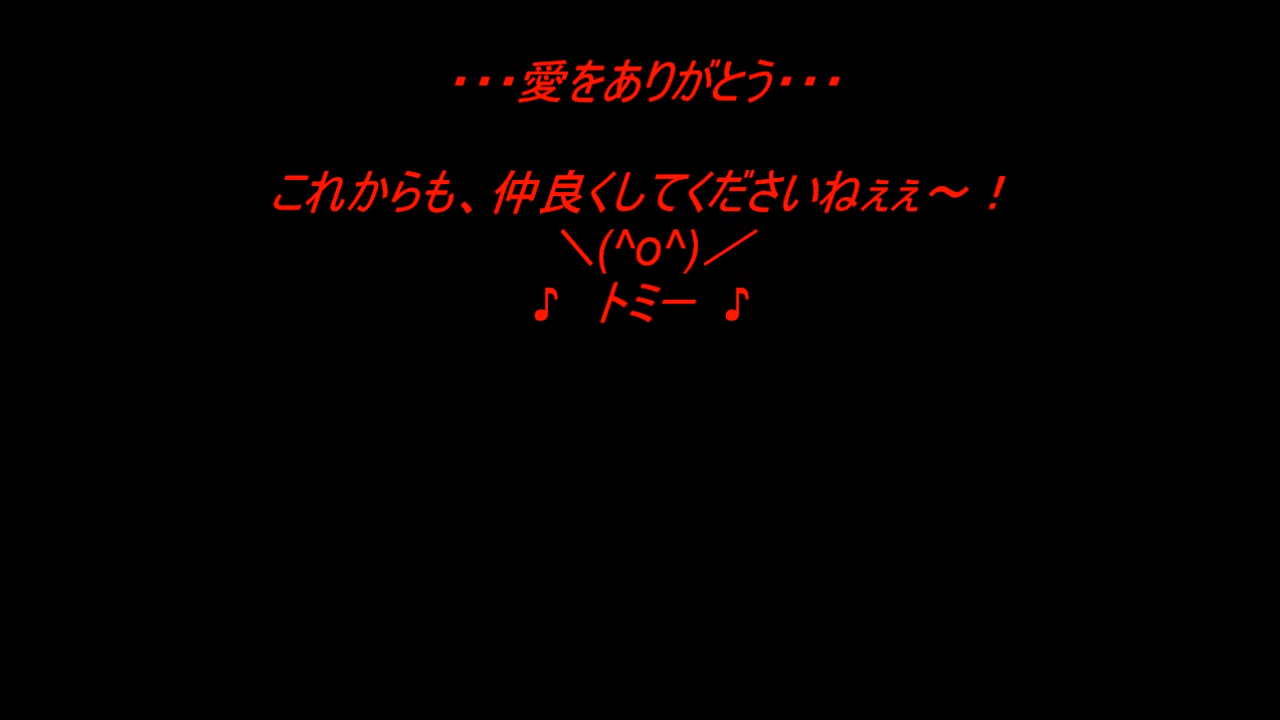 ・・・愛をありがとう・・・
これからも、仲良くしてくださいねぇぇ～！
＼(^o^)／
♪　トミー　♪